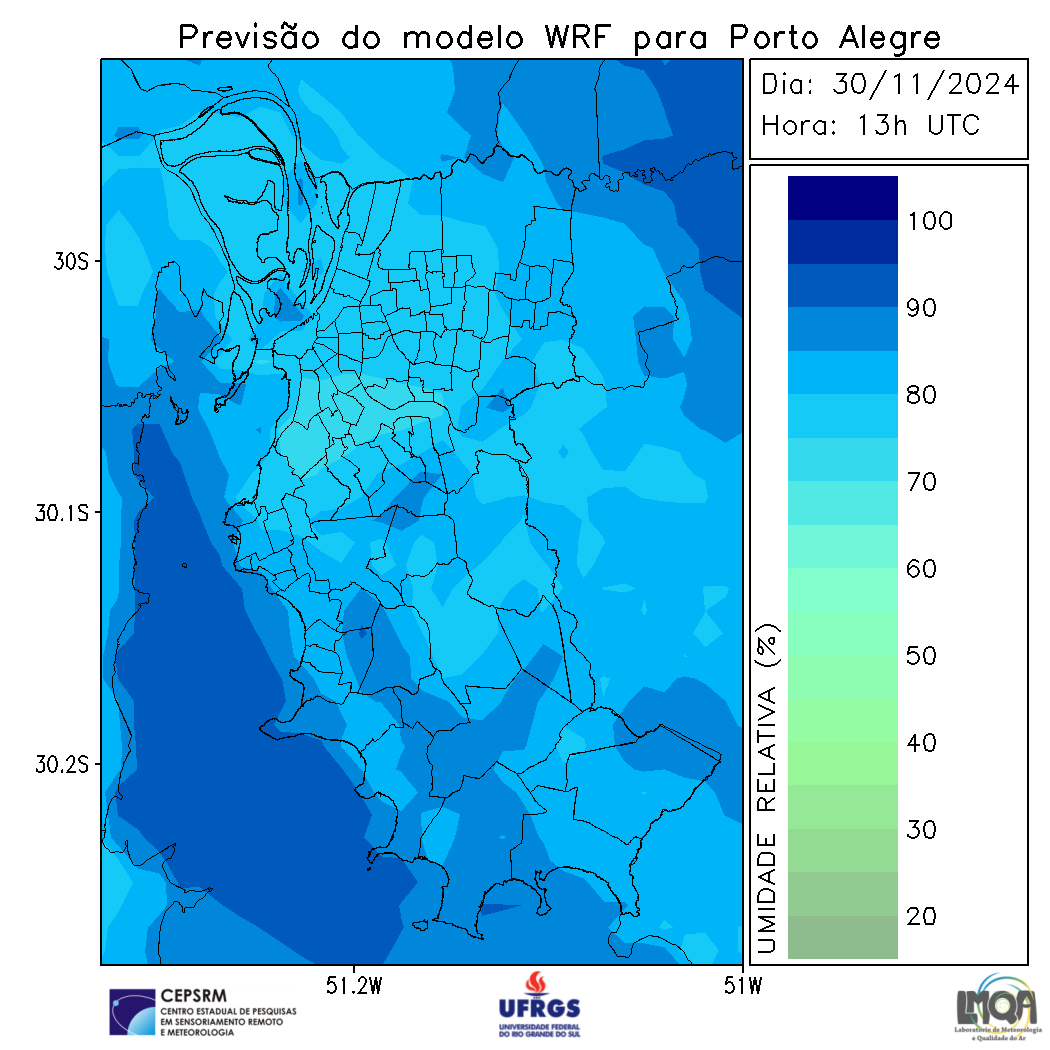 Previsão do modelo WRF para Porto Alegre
Dia: 30/11/2024
Hora: 13h UTC
30S
30.1S
30.2S
51.2W
51W
UMIDADE RELATIVA (%)
100
90
80
70
60
50
40
30
20
CEPSRM
CENTRO ESTADUAL DE PESQUISAS
EM SENSORIAMENTO REMOTO
E METEOROLOGIA
UFRGS
UNIVERSIDADE FEDERAL
DO RIO GRANDE DO SUL
LMQA
Laboratório de Meteorologia
e Qualidade do Ar